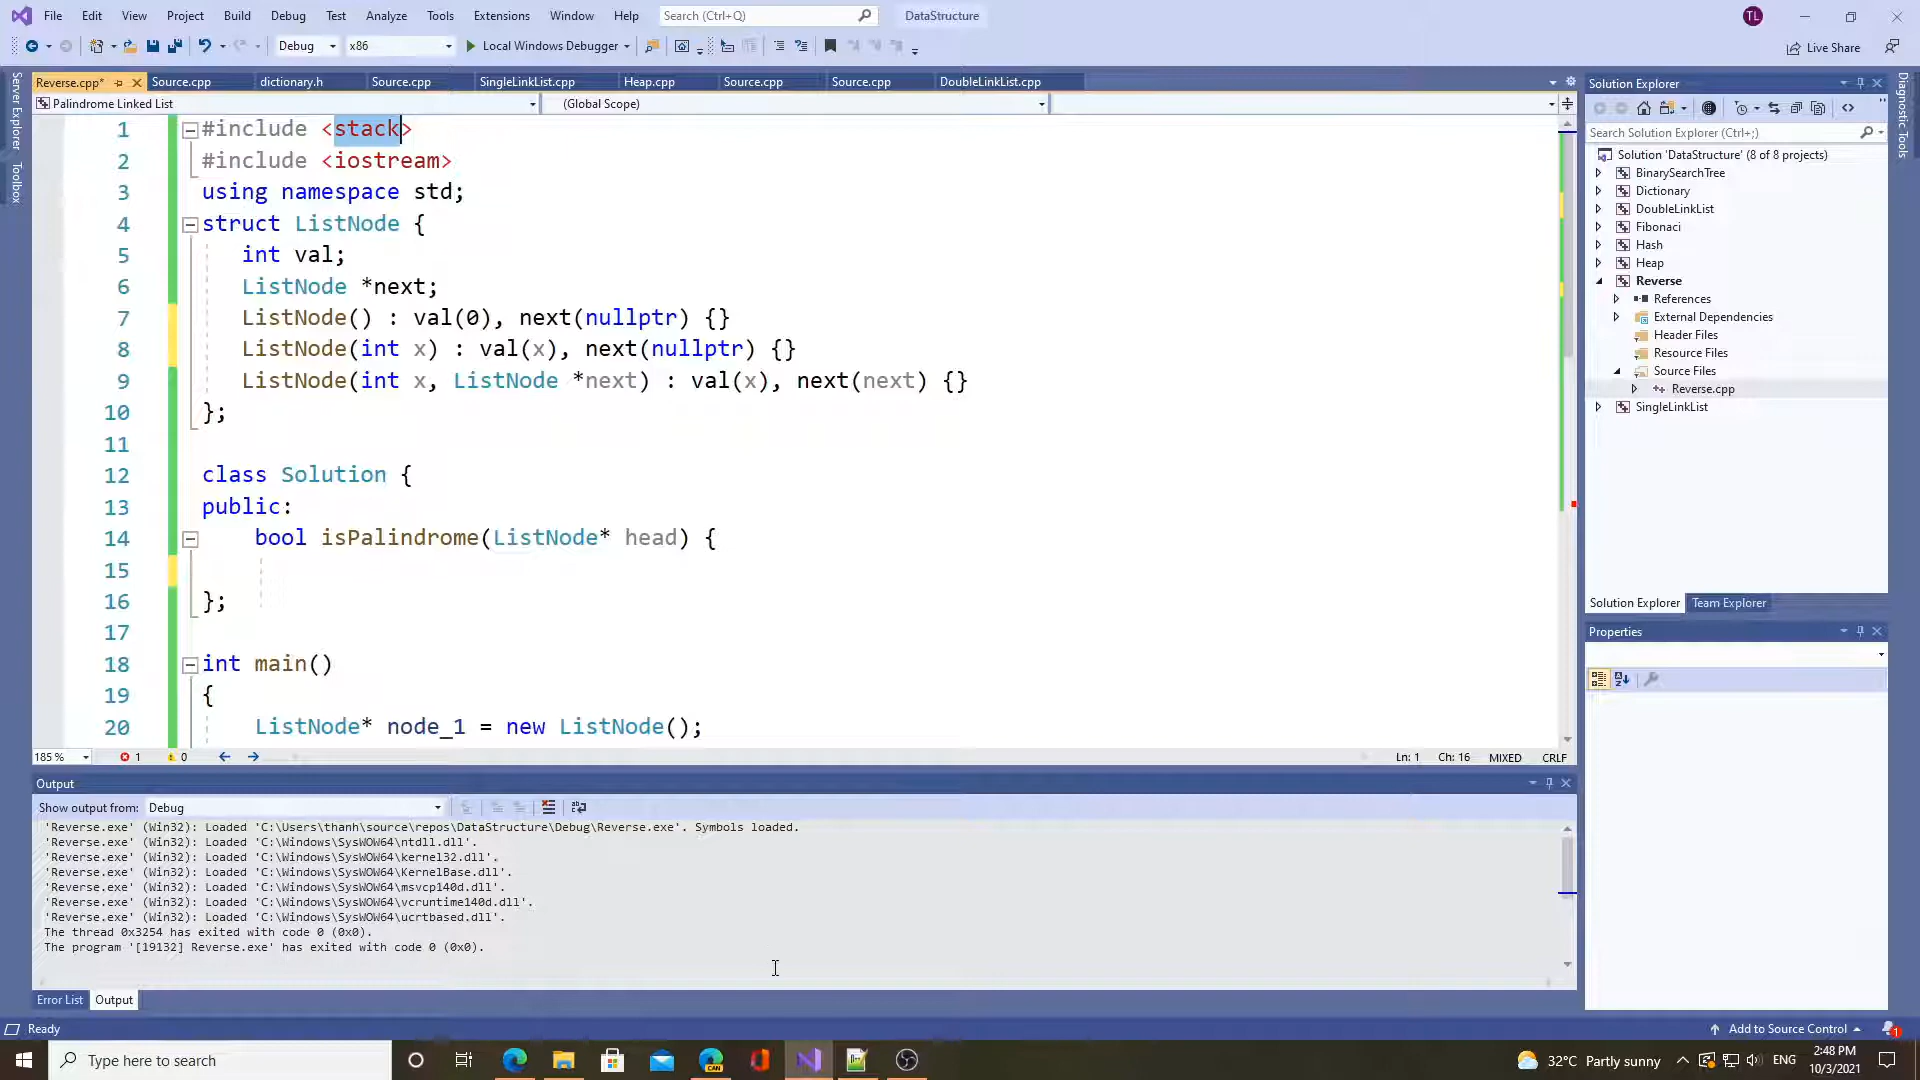 File Edit View Project Build Debug Test Analyze Tools Extensions Window Help Search (Ctrl+Q) DataStructure TL
Debug x86 Local Windows Debugger Live Share
Reverse.cpp* Source.cpp dictionary.h Source.cpp SingleLinkList.cpp Heap.cpp Source.cpp Source.cpp DoubleLinkList.cpp
Palindrome Linked List (Global Scope)
Server Explorer
Toolbox
1 #include <stack>
2 #include <iostream>
3 using namespace std;
4 struct ListNode {
5 int val;
6 ListNode *next;
7 ListNode() : val(0), next(nullptr) {}
8 ListNode(int x) : val(x), next(nullptr) {}
9 ListNode(int x, ListNode *next) : val(x), next(next) {}
10 };
11
12 class Solution {
13 public:
14 bool isPalindrome(ListNode* head) {
15
16 };
17
18 int main()
19 {
20 ListNode* node_1 = new ListNode();
185 % 1 0 Ln: 1 Ch: 16 MIXED CRLF
Output
Show output from: Debug
'Reverse.exe' (Win32): Loaded 'C:\Users\thanh\source\repos\DataStructure\Debug\Reverse.exe'. Symbols loaded.
'Reverse.exe' (Win32): Loaded 'C:\Windows\SysWOW64\ntdll.dll'.
'Reverse.exe' (Win32): Loaded 'C:\Windows\SysWOW64\kernel32.dll'.
'Reverse.exe' (Win32): Loaded 'C:\Windows\SysWOW64\KernelBase.dll'.
'Reverse.exe' (Win32): Loaded 'C:\Windows\SysWOW64\msvcp140d.dll'.
'Reverse.exe' (Win32): Loaded 'C:\Windows\SysWOW64\vcruntime140d.dll'.
'Reverse.exe' (Win32): Loaded 'C:\Windows\SysWOW64\ucrtbased.dll'.
The thread 0x3254 has exited with code 0 (0x0).
The program '[19132] Reverse.exe' has exited with code 0 (0x0).
Error List Output
Solution Explorer
Search Solution Explorer (Ctrl+;)
Solution 'DataStructure' (8 of 8 projects)
BinarySearchTree
Dictionary
DoubleLinkList
Fibonaci
Hash
Heap
Reverse
References
External Dependencies
Header Files
Resource Files
Source Files
Reverse.cpp
SingleLinkList
Solution Explorer Team Explorer
Properties
Diagnostic Tools
Ready Add to Source Control 1
Type here to search CAN 32°C Partly sunny ENG 2:48 PM
10/3/2021